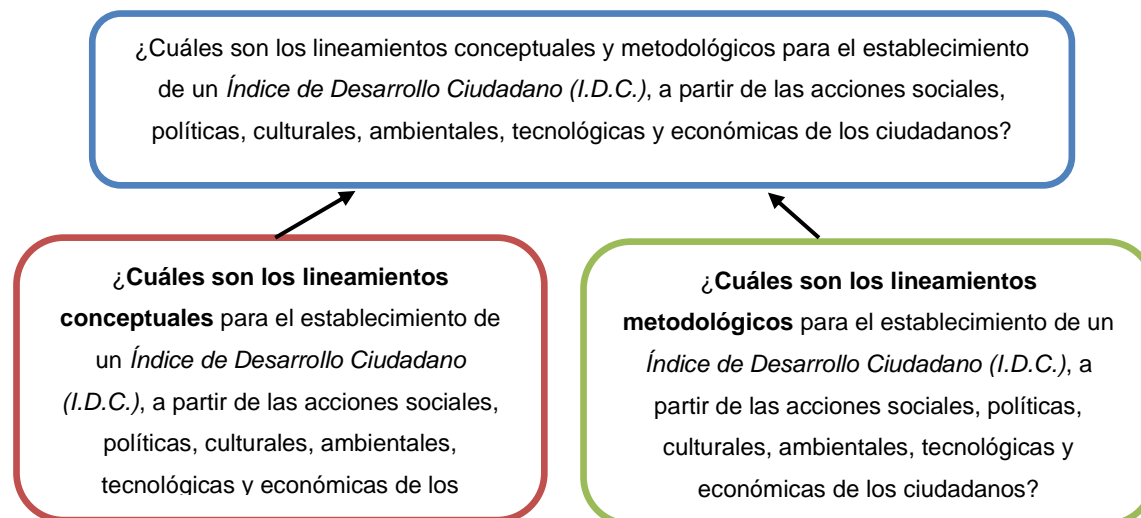 ¿Cuáles son los lineamientos conceptuales y metodológicos para el establecimiento
de un Índice de Desarrollo Ciudadano (I.D.C.), a partir de las acciones sociales,
políticas, culturales, ambientales, tecnológicas y económicas de los ciudadanos?
¿Cuáles son los lineamientos
conceptuales para el establecimiento de
un Índice de Desarrollo Ciudadano
(I.D.C.), a partir de las acciones sociales,
políticas, culturales, ambientales,
tecnológicas y económicas de los
¿Cuáles son los lineamientos
metodológicos para el establecimiento de un
Índice de Desarrollo Ciudadano (I.D.C.), a
partir de las acciones sociales, políticas,
culturales, ambientales, tecnológicas y
económicas de los ciudadanos?